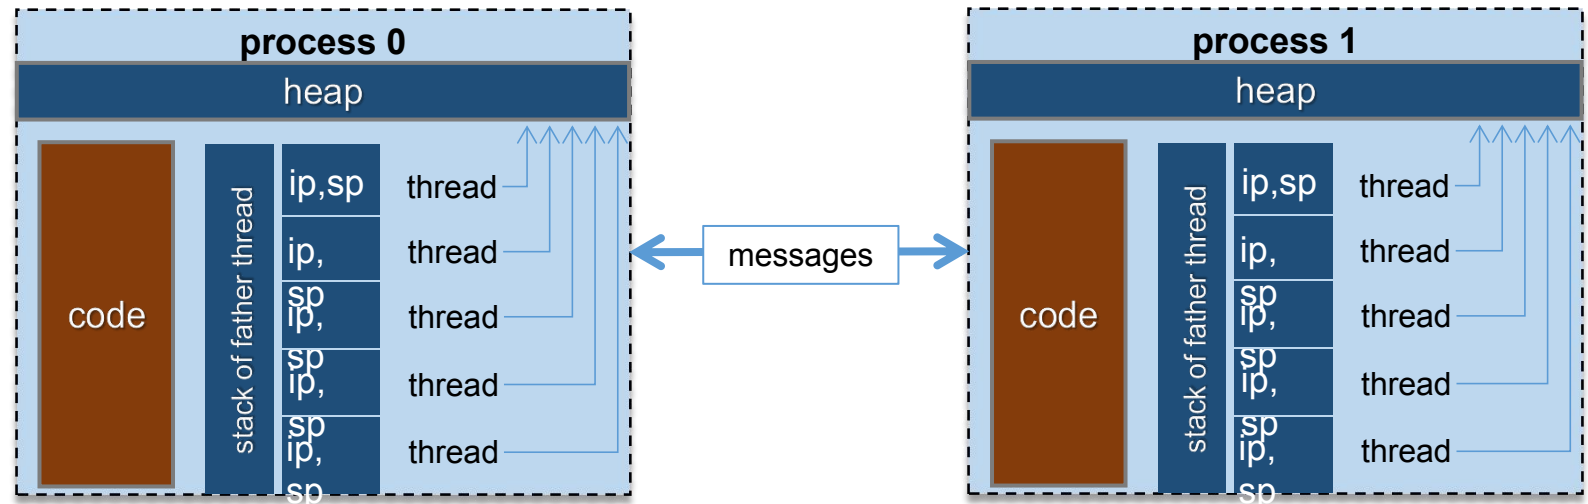 process 0
heap
code
stack of father thread
ip,sp
thread
ip,
sp
thread
ip,
sp
thread
ip,
sp
thread
ip,
sp
thread
messages
process 1
heap
code
stack of father thread
ip,sp
thread
ip,
sp
thread
ip,
sp
thread
ip,
sp
thread
ip,
sp
thread